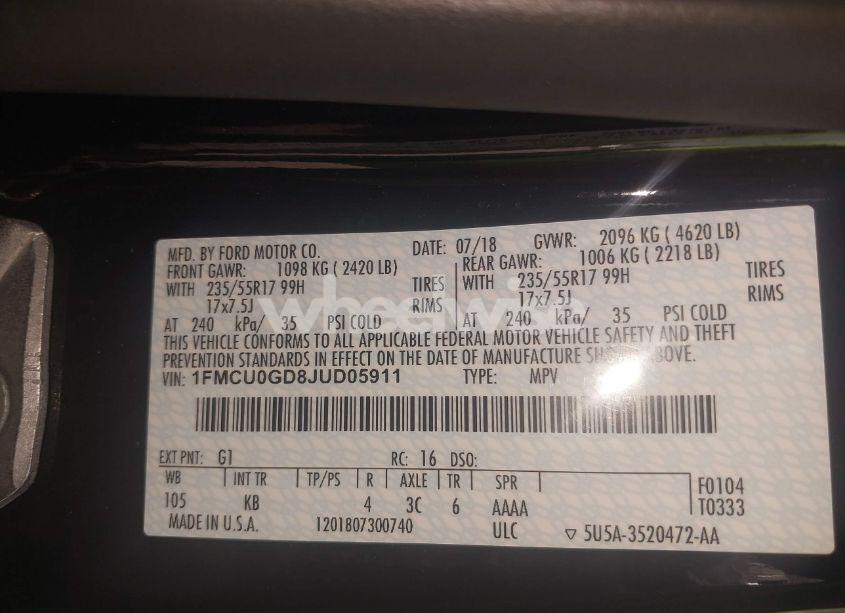 MFD. BY FORD MOTOR CO. DATE: 07/18 GVWR: 2096 KG ( 4620 LB)
FRONT GAWR: 1098 KG ( 2420 LB) REAR GAWR: 1006 KG ( 2218 LB)
WITH 235/55R17 99H TIRES WITH 235/55R17 99H TIRES
17x7.5J RIMS 17x7.5J RIMS
AT 240 kPa/ 35 PSI COLD AT 240 kPa/ 35 PSI COLD
wheelwise
THIS VEHICLE CONFORMS TO ALL APPLICABLE FEDERAL MOTOR VEHICLE SAFETY AND THEFT
PREVENTION STANDARDS IN EFFECT ON THE DATE OF MANUFACTURE
VIN: 1FMCU0GD8JUD05911 TYPE: MPV
EXT PNT: G1 RC: 16 DSO:
WB INT TR TP/PS R AXLE TR SPR
105 KB 4 3C 6 AAAA
F0104
T0333
MADE IN U.S.A. 1201807300740 ULC ▽ 5U5A-3520472-AA